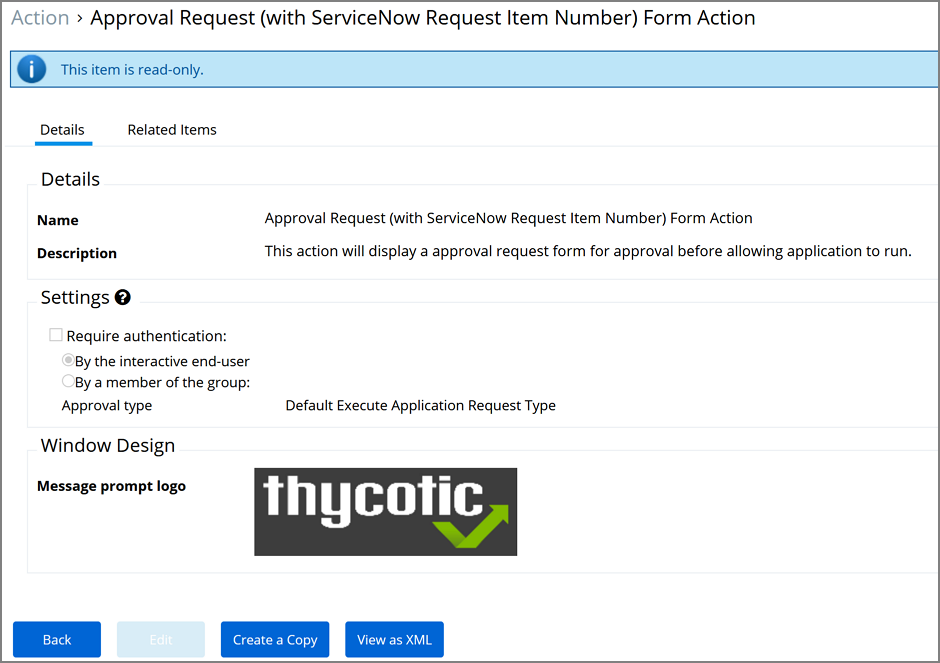 Action › Approval Request (with ServiceNow Request Item Number) Form Action
This item is read-only.
Details Related Items
Details
Name Approval Request (with ServiceNow Request Item Number) Form Action
Description This action will display a approval request form for approval before allowing application to run.
Settings ?
Require authentication:
By the interactive end-user
By a member of the group:
Approval type Default Execute Application Request Type
Window Design
Message prompt logo thycotic
Back Edit Create a Copy View as XML